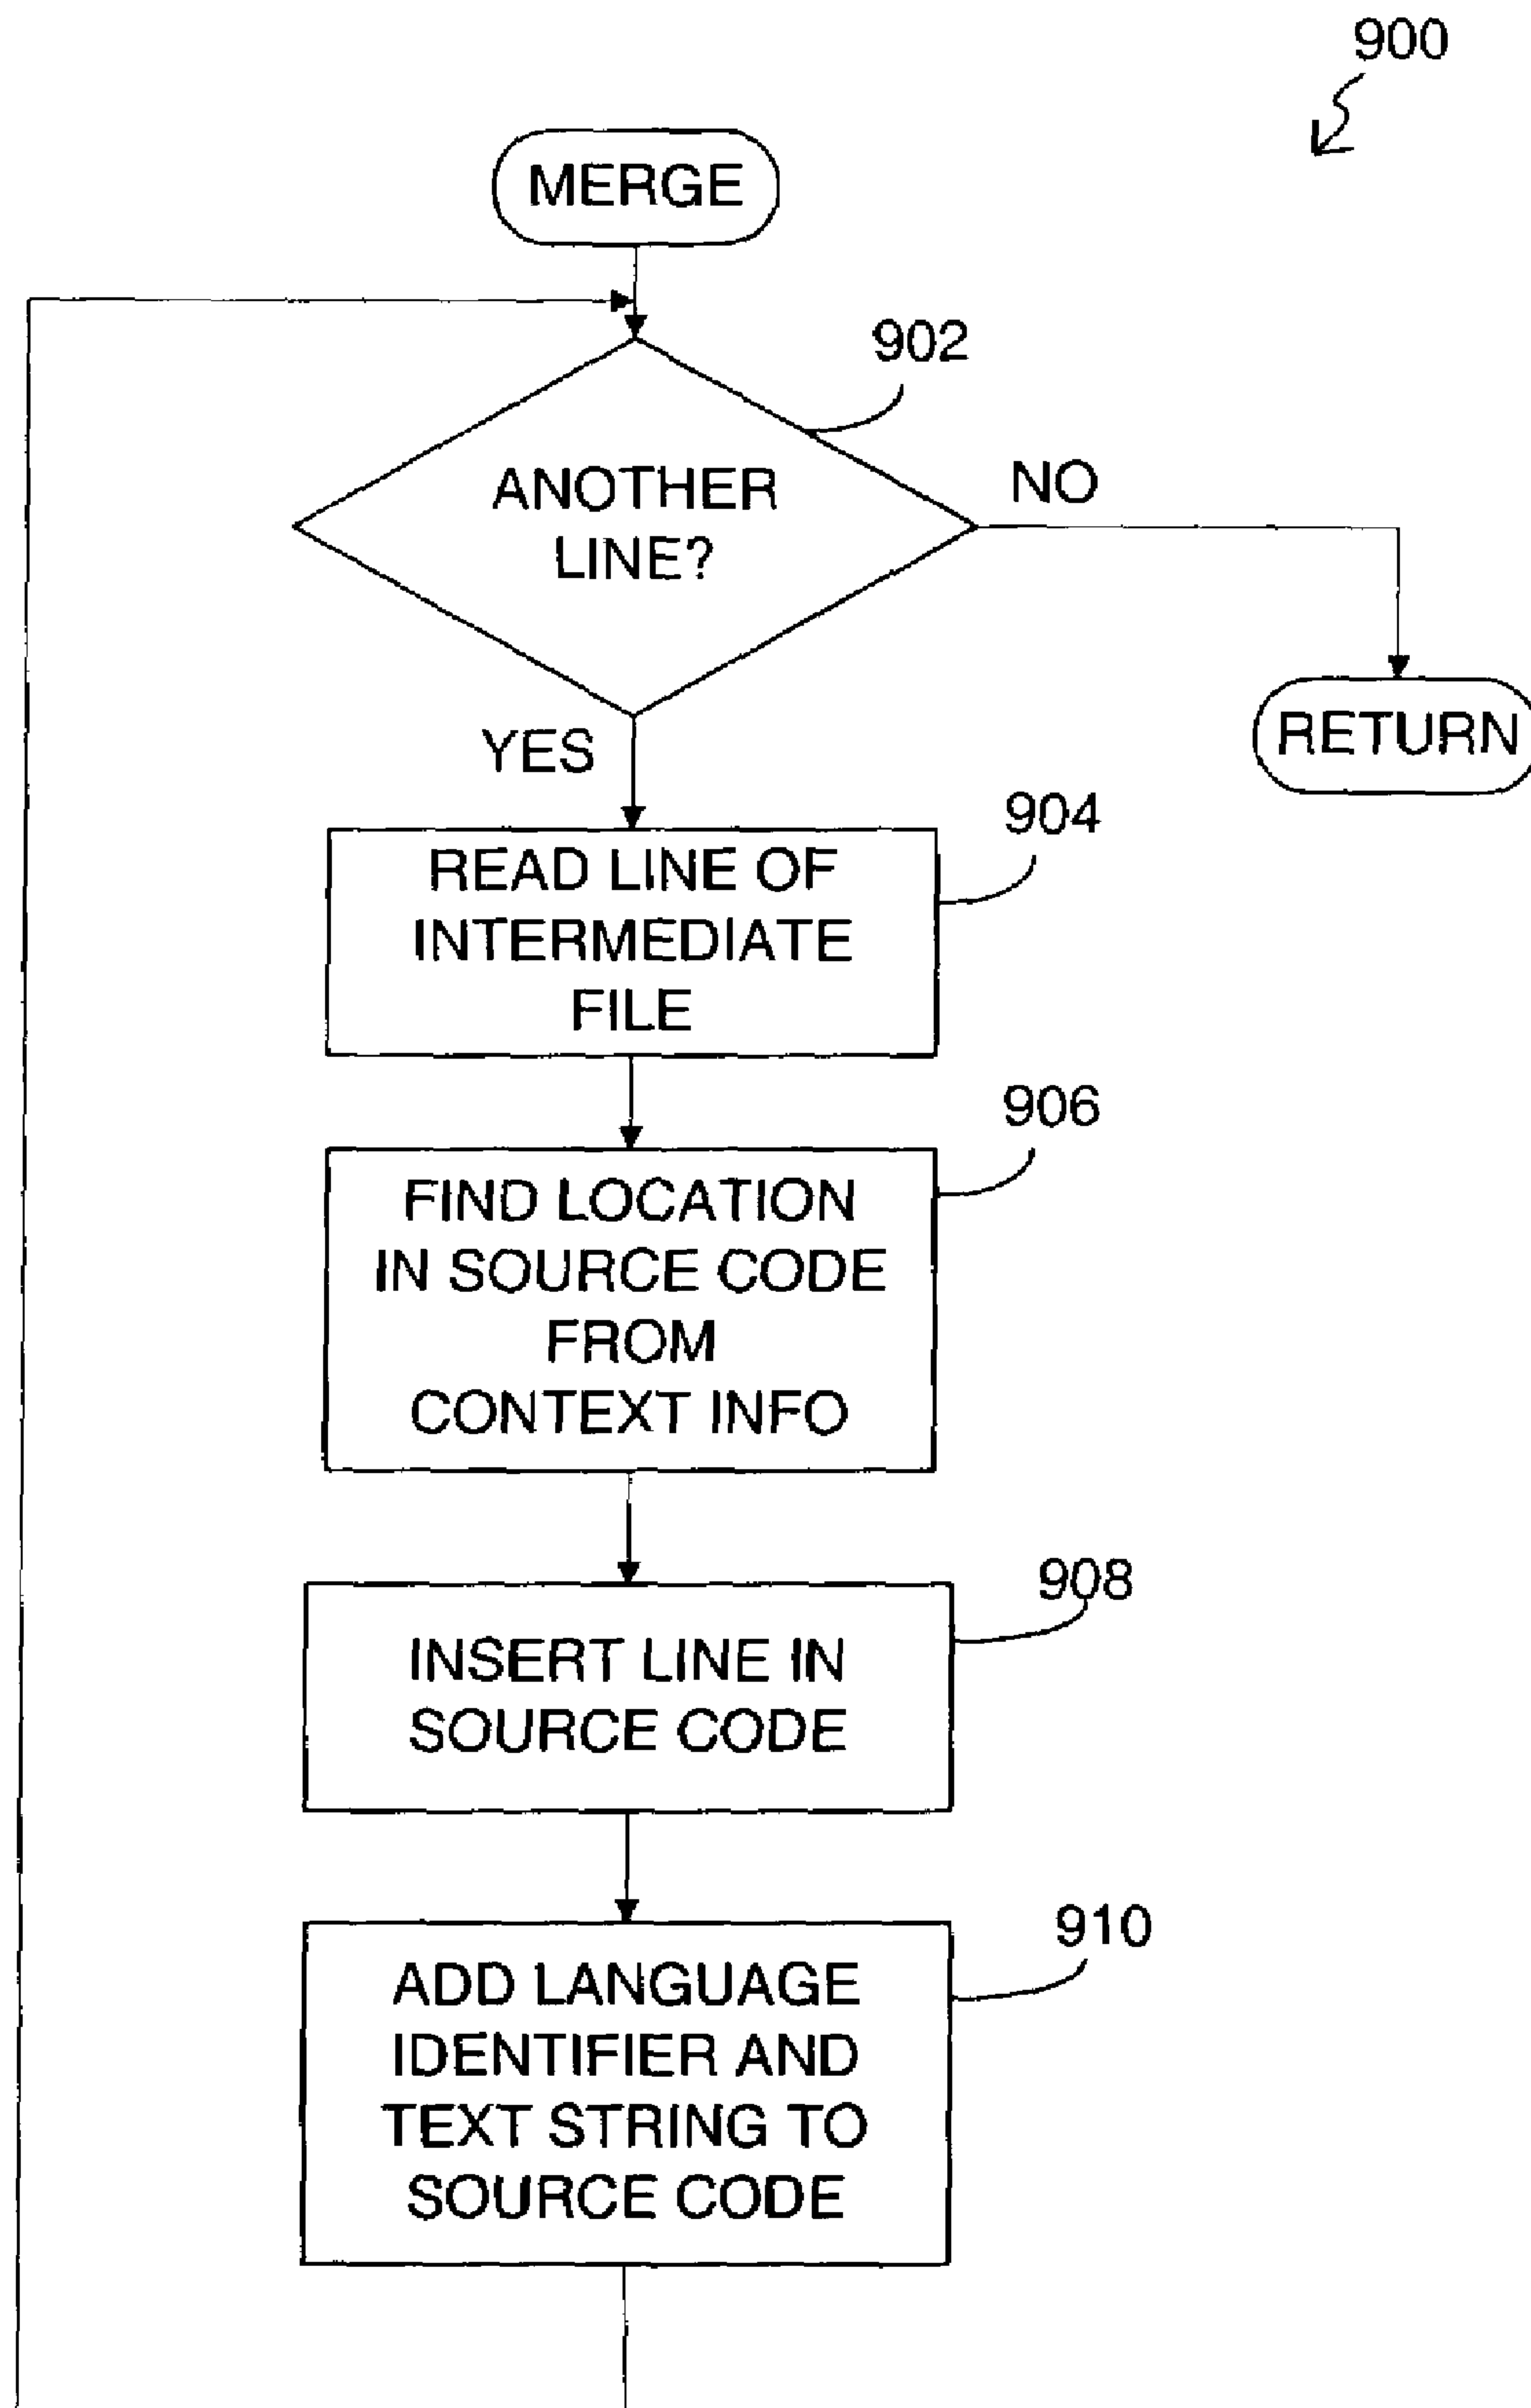 900
MERGE
902
ANOTHER
LINE?
NO
YES
RETURN
904
READ LINE OF
INTERMEDIATE
FILE
906
FIND LOCATION
IN SOURCE CODE
FROM
CONTEXT INFO
908
INSERT LINE IN
SOURCE CODE
910
ADD LANGUAGE
IDENTIFIER AND
TEXT STRING TO
SOURCE CODE